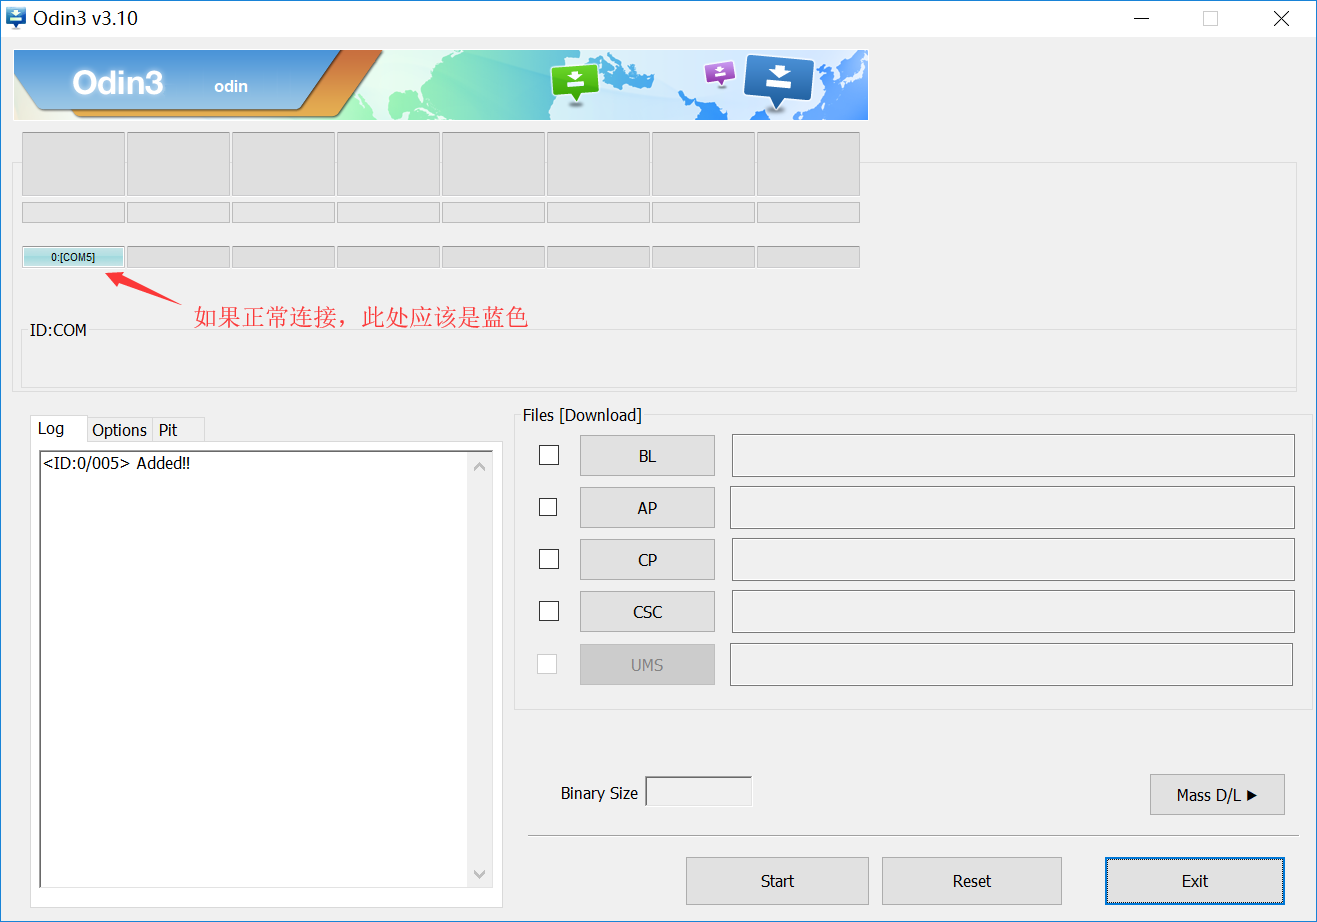 Odin3 v3.10
Odin3 odin
0:[COM5]
如果正常连接，此处应该是蓝色
ID:COM
Log Options Pit
<ID:0/005> Added!!
Files [Download]
BL
AP
CP
CSC
UMS
Binary Size
Mass D/L ►
Start Reset Exit